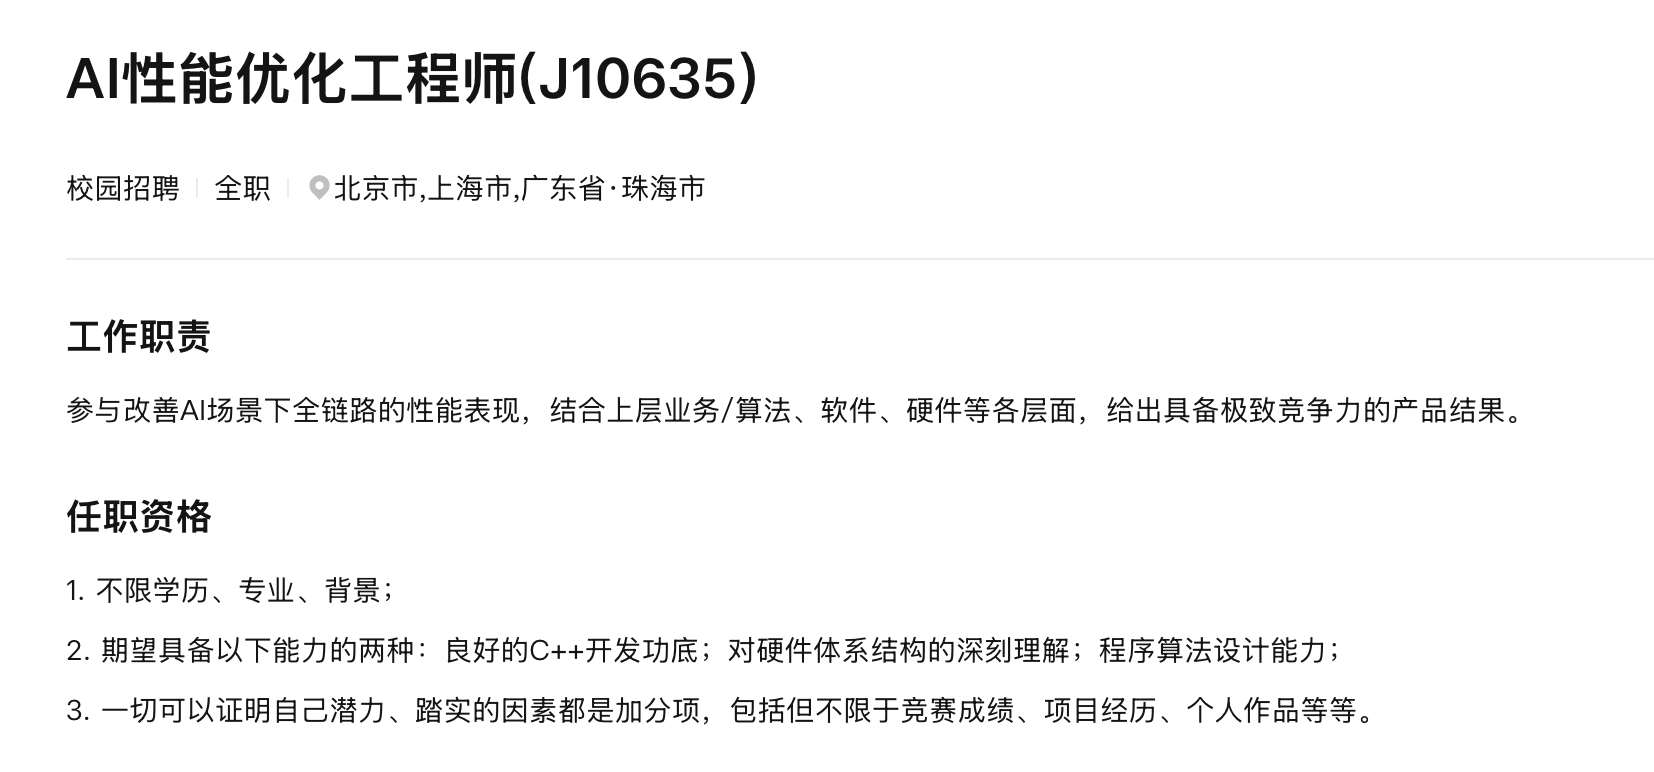 AI性能优化工程师(J10635)
校园招聘 全职 北京市,上海市,广东省·珠海市
工作职责
参与改善AI场景下全链路的性能表现，结合上层业务/算法、软件、硬件等各层面，给出具备极致竞争力的产品结果。
任职资格
1. 不限学历、专业、背景；
2. 期望具备以下能力的两种：良好的C++开发功底；对硬件体系结构的深刻理解；程序算法设计能力；
3. 一切可以证明自己潜力、踏实的因素都是加分项，包括但不限于竞赛成绩、项目经历、个人作品等等。